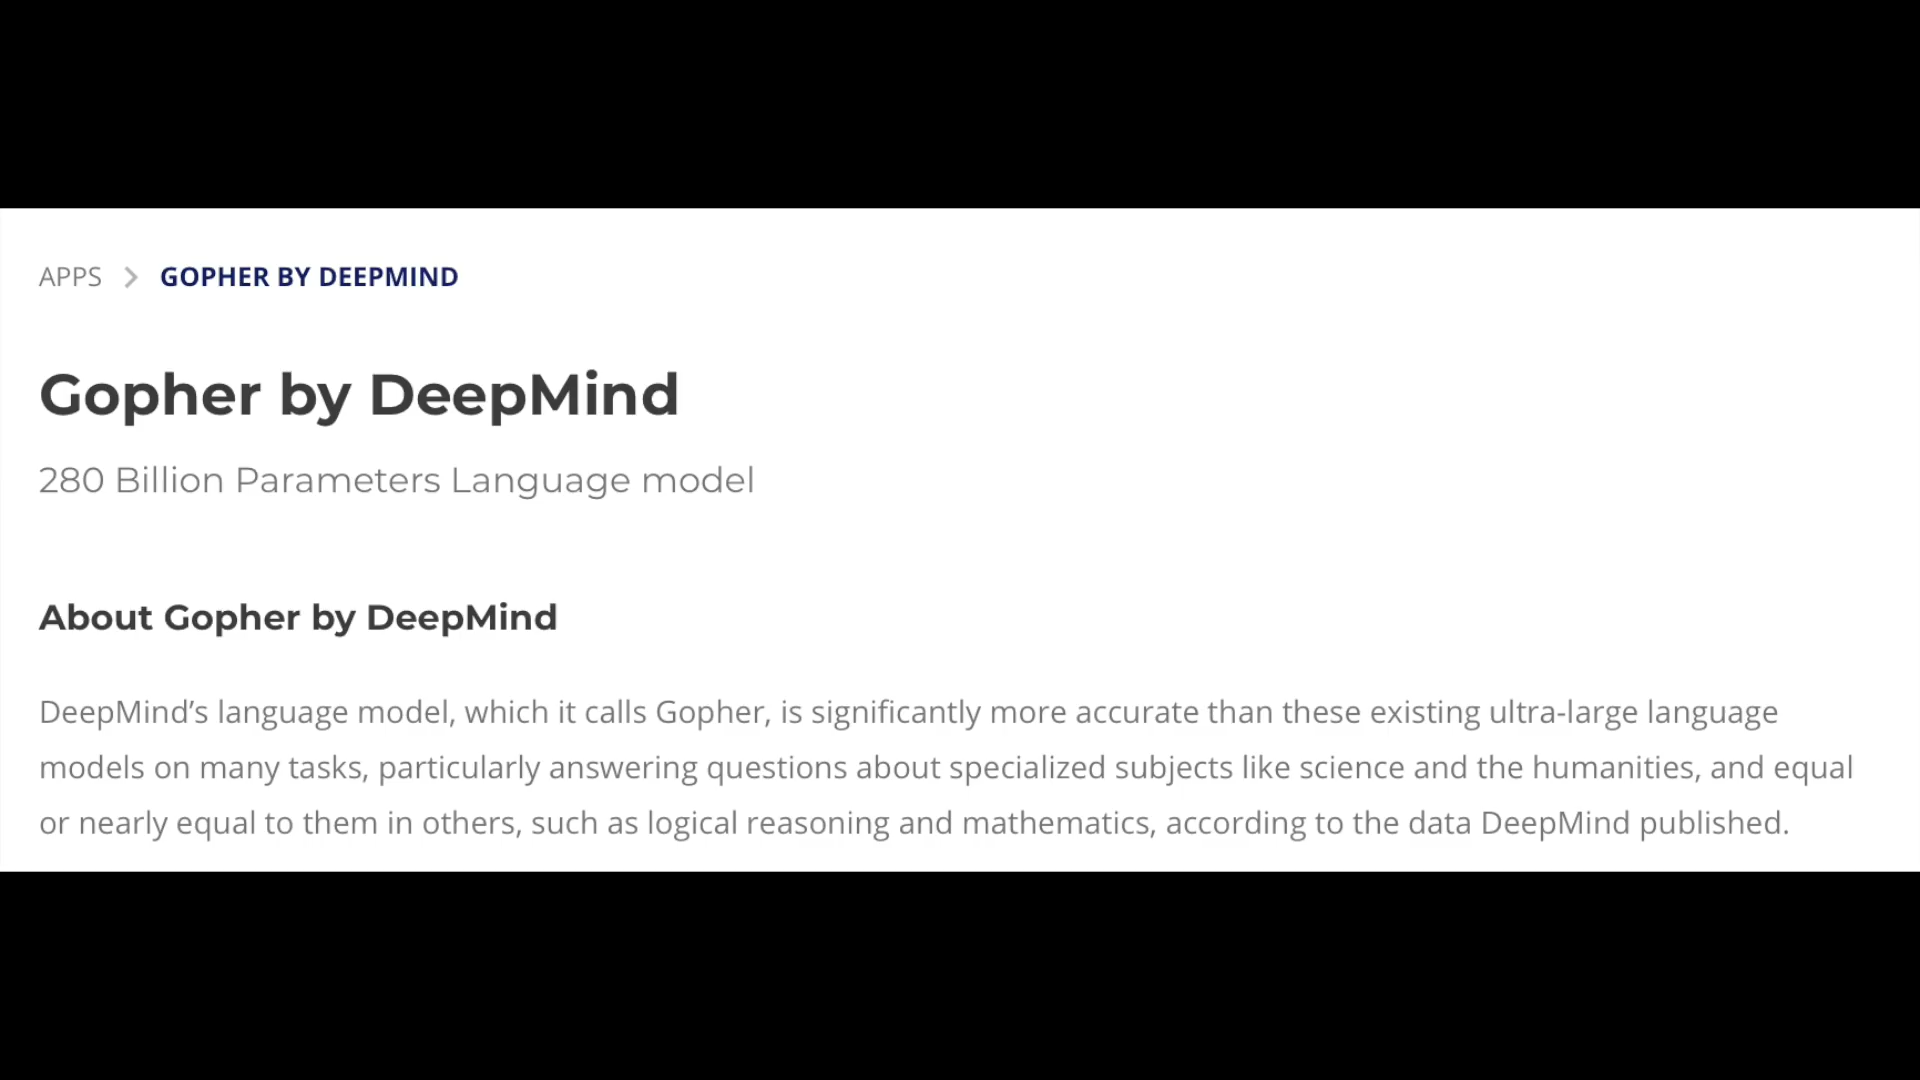 APPS > GOPHER BY DEEPMIND
Gopher by DeepMind
280 Billion Parameters Language model
About Gopher by DeepMind
DeepMind’s language model, which it calls Gopher, is significantly more accurate than these existing ultra-large language
models on many tasks, particularly answering questions about specialized subjects like science and the humanities, and equal
or nearly equal to them in others, such as logical reasoning and mathematics, according to the data DeepMind published.